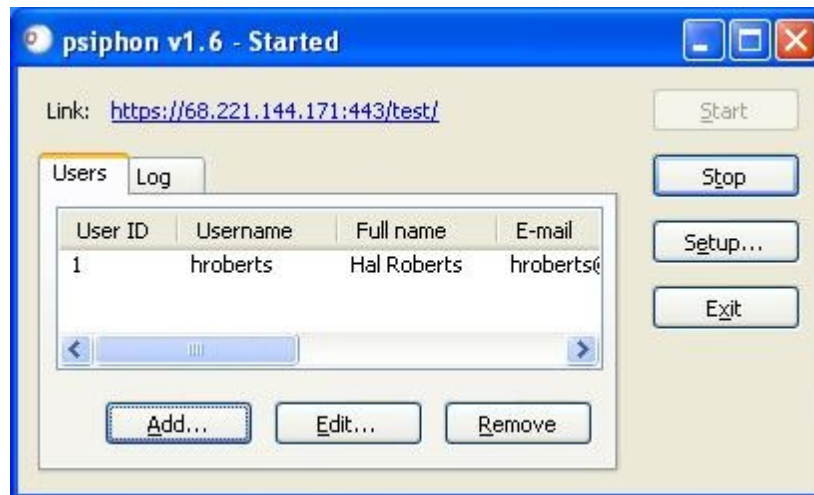 psiphon v1.6 - Started
Link: https://68.221.144.171:443/test/
Start
Users Log
Stop
User ID Username Full name E-mail
1 hroberts Hal Roberts hroberts@
Setup...
Exit
Add... Edit... Remove